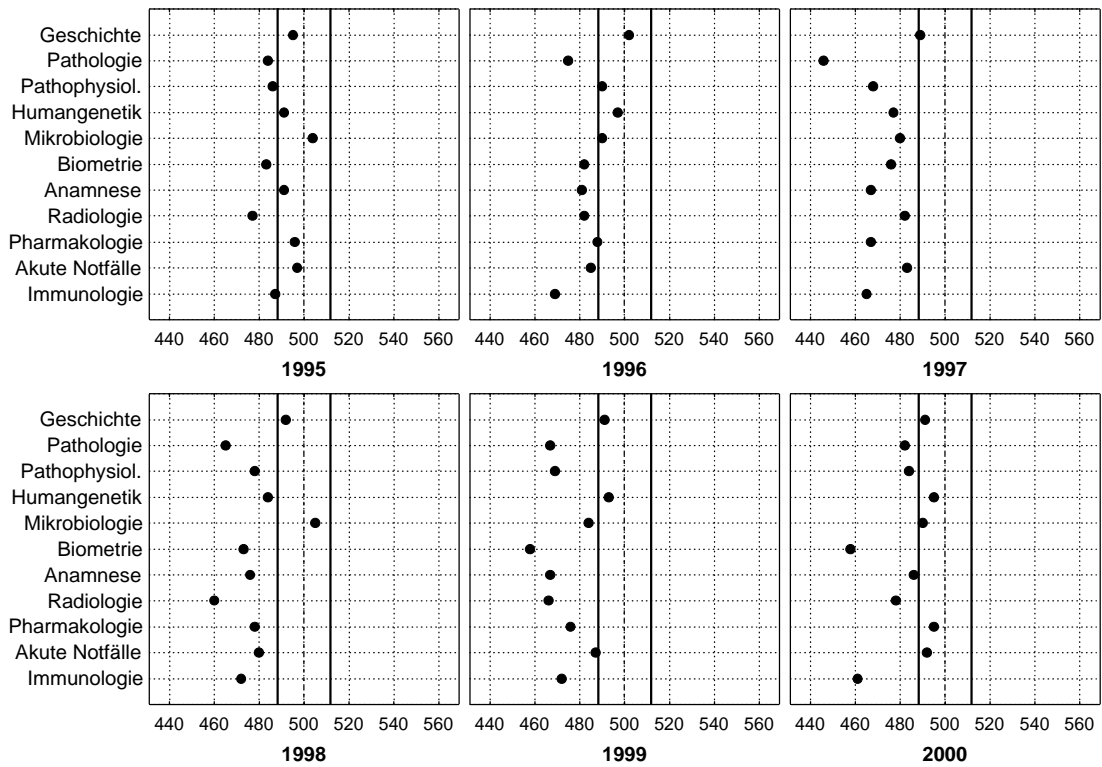 Geschichte
Pathologie
Pathophysiol.
Humangenetik
Mikrobiologie
Biometrie
Anamnese
Radiologie
Pharmakologie
Akute Notfälle
Immunologie
440 460 480 500 520 540 560 440 460 480 500 520 540 560 440 460 480 500 520 540 560
1995 1996 1997
Geschichte
Pathologie
Pathophysiol.
Humangenetik
Mikrobiologie
Biometrie
Anamnese
Radiologie
Pharmakologie
Akute Notfälle
Immunologie
440 460 480 500 520 540 560 440 460 480 500 520 540 560 440 460 480 500 520 540 560
1998 1999 2000